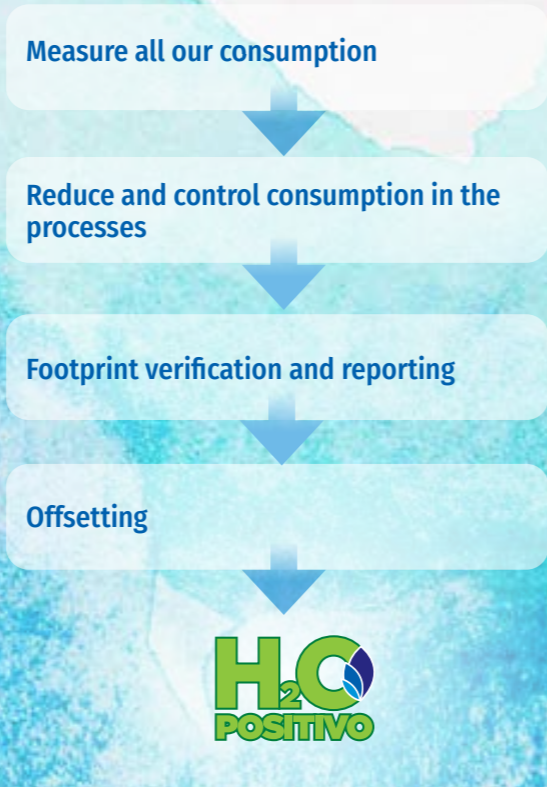 Measure all our consumption
Reduce and control consumption in the
processes
Footprint verification and reporting
Offsetting
H2O
POSITIVO